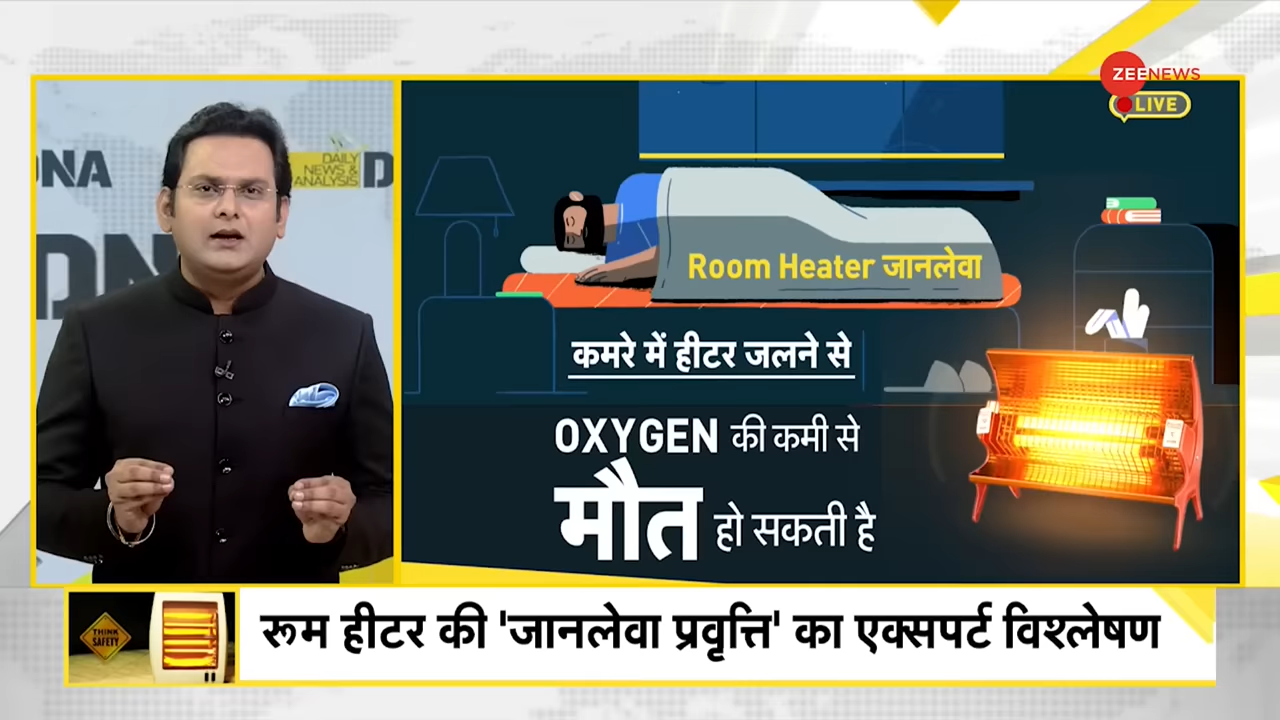 ZEE NEWS
LIVE
DNA
DAILY
NEWS &
ANALYSIS
D
DNA
Room Heater जानलेवा
कमरे में हीटर जलने से
OXYGEN की कमी से
मौत हो सकती है
THINK
SAFETY
रूम हीटर की 'जानलेवा प्रवृत्ति' का एक्सपर्ट विश्लेषण